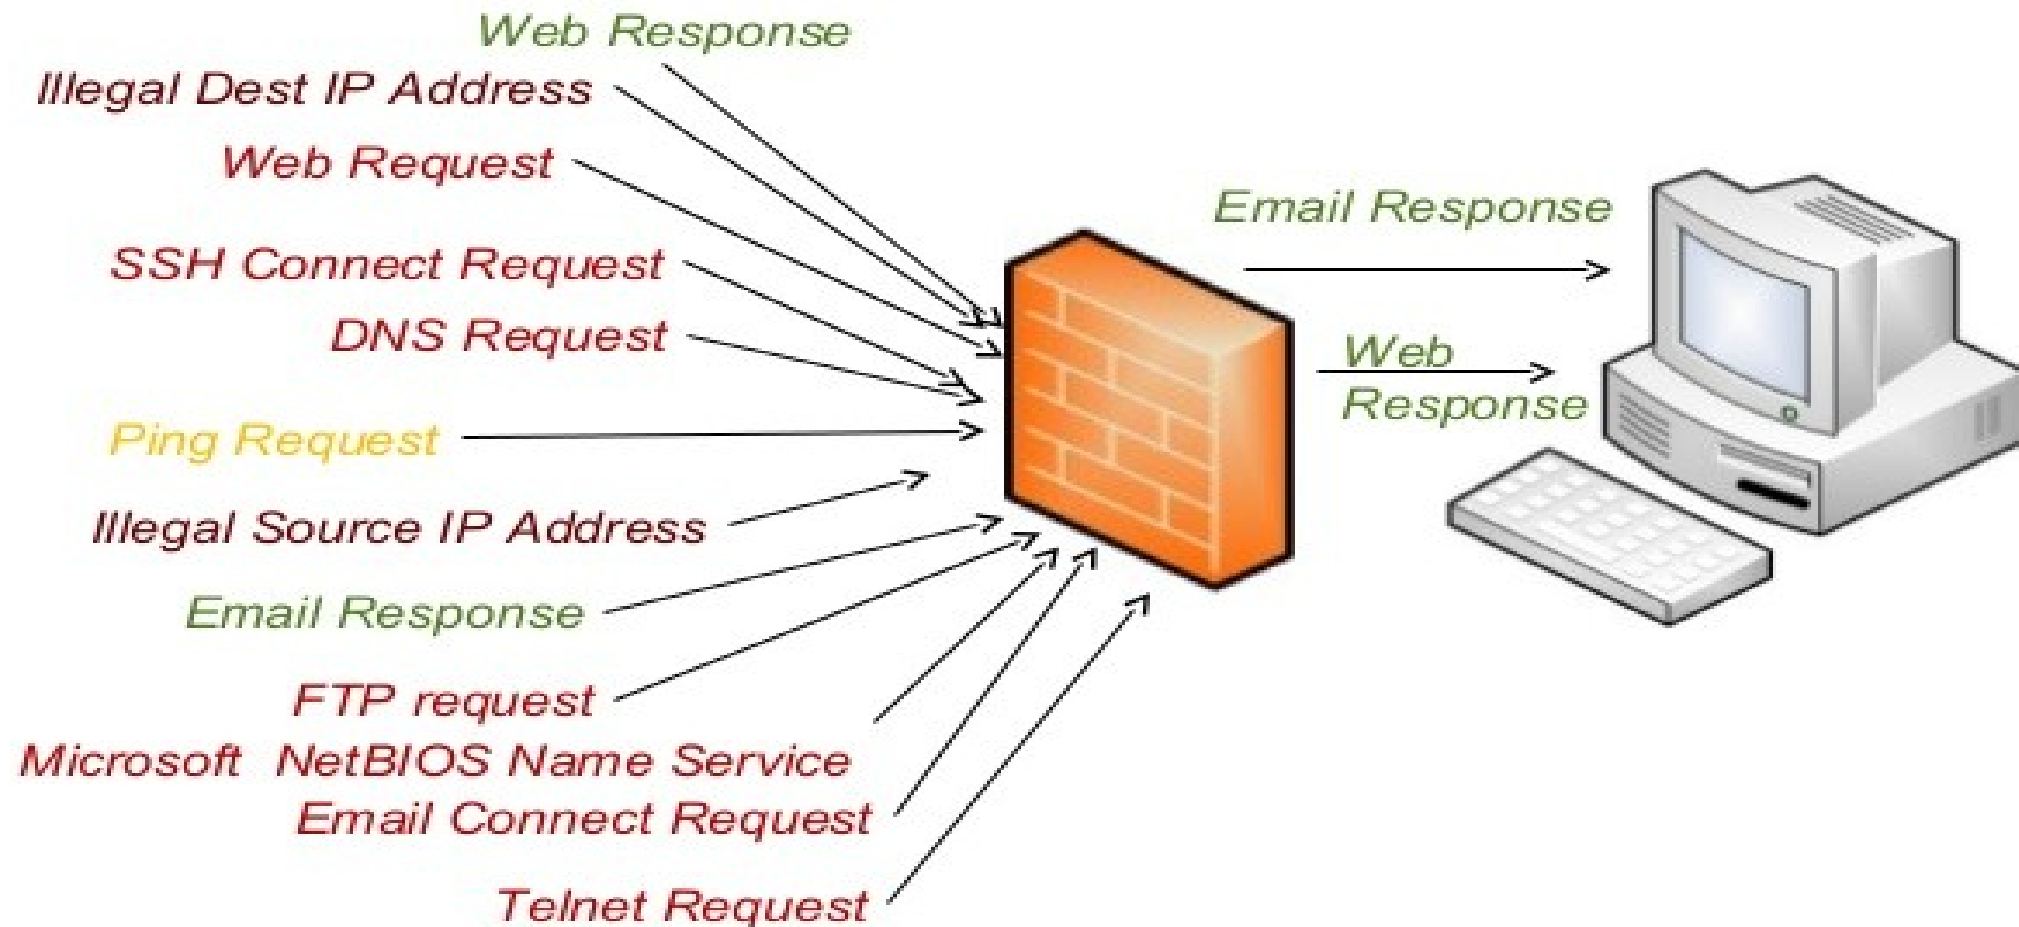 Web Response
Illegal Dest IP Address
Web Request
SSH Connect Request
DNS Request
Ping Request
Illegal Source IP Address
Email Response
FTP request
Microsoft NetBIOS Name Service
Email Connect Request
Telnet Request
Email Response
Web
Response